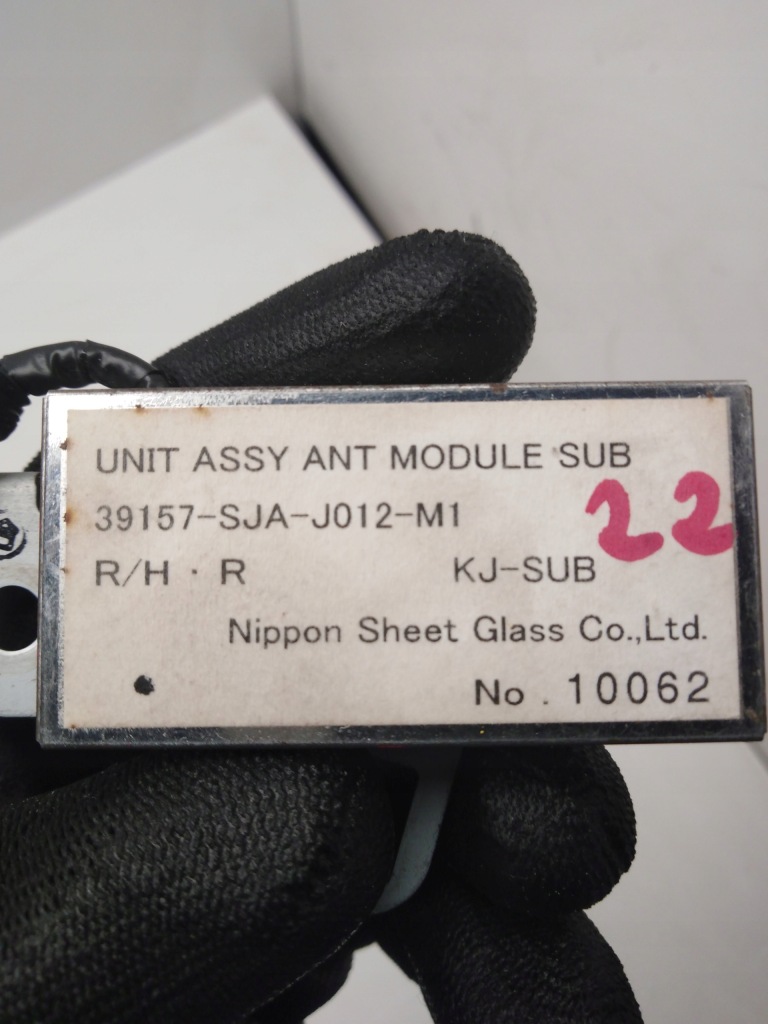 UNIT ASSY ANT MODULE SUB
39157-SJA-J012-M1
22
R/H · R KJ-SUB
Nippon Sheet Glass Co.,Ltd.
No. 10062